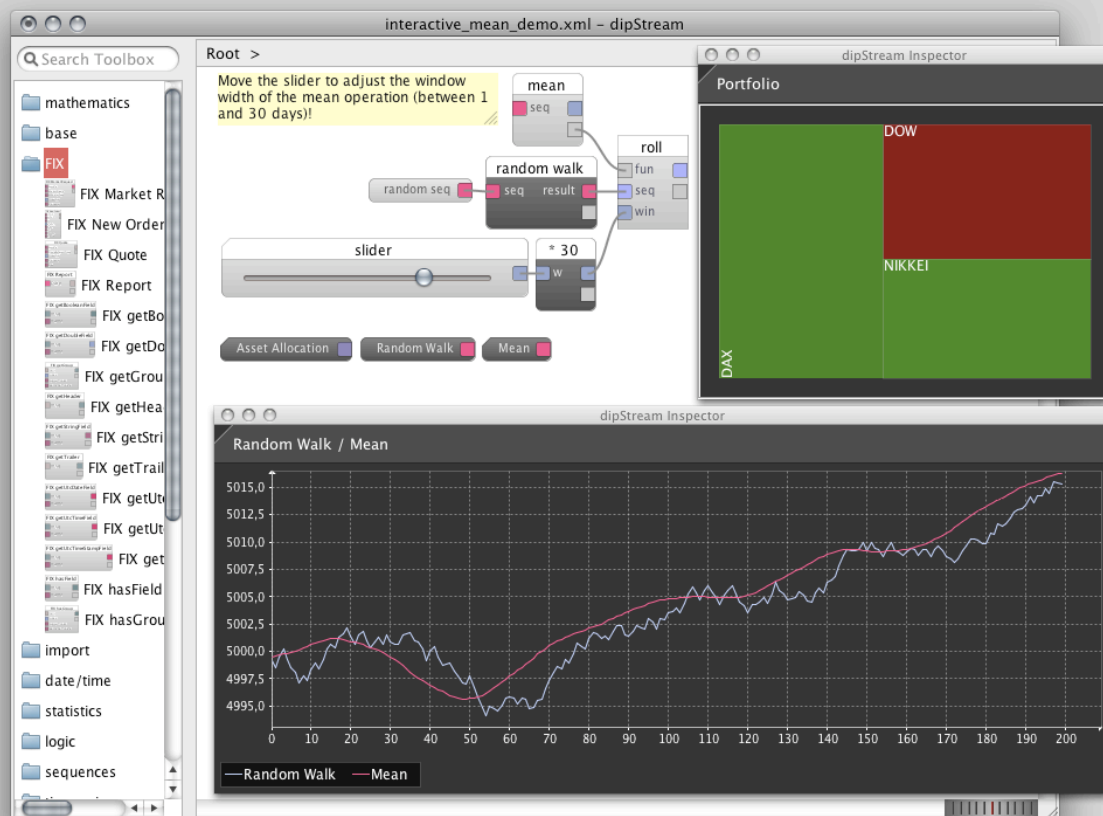 interactive_mean_demo.xml – dipStream
Search Toolbox
mathematics
base
FIX
FIX Market R
FIX New Order
FIX Quote
FIX Report
FIX getBo
FIX getDo
FIX getGrou
FIX getHea
FIX getStri
FIX getTrail
FIX getUt
FIX getUt
FIX get
FIX hasField
FIX hasGrou
import
date/time
statistics
logic
sequences
Root >
Move the slider to adjust the window
width of the mean operation (between 1
and 30 days)!
mean
seq
random seq
random walk
seq result
roll
fun
seq
win
slider
* 30
w
Asset Allocation
Random Walk
Mean
dipStream Inspector
Portfolio
DOW
NIKKEI
DAX
dipStream Inspector
Random Walk / Mean
5015,0
5012,5
5010,0
5007,5
5005,0
5002,5
5000,0
4997,5
4995,0
0 10 20 30 40 50 60 70 80 90 100 110 120 130 140 150 160 170 180 190 200
Random Walk Mean